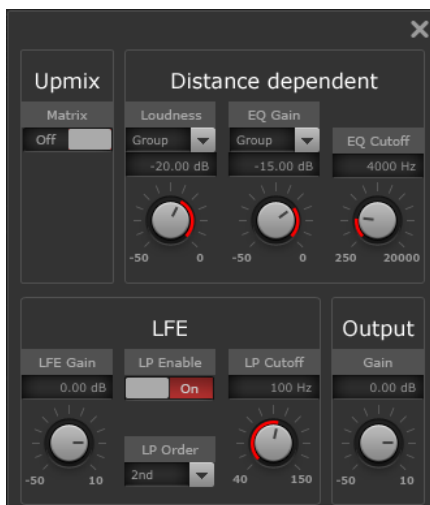 Upmix
Distance dependent
Matrix
Loudness
EQ Gain
Off
Group
Group
EQ Cutoff
-20.00 dB
-15.00 dB
4000 Hz
-50 0
-50 0
250 20000
LFE
Output
LFE Gain
LP Enable
LP Cutoff
Gain
0.00 dB
On
100 Hz
0.00 dB
LP Order
2nd
-50 10
40 150
-50 10